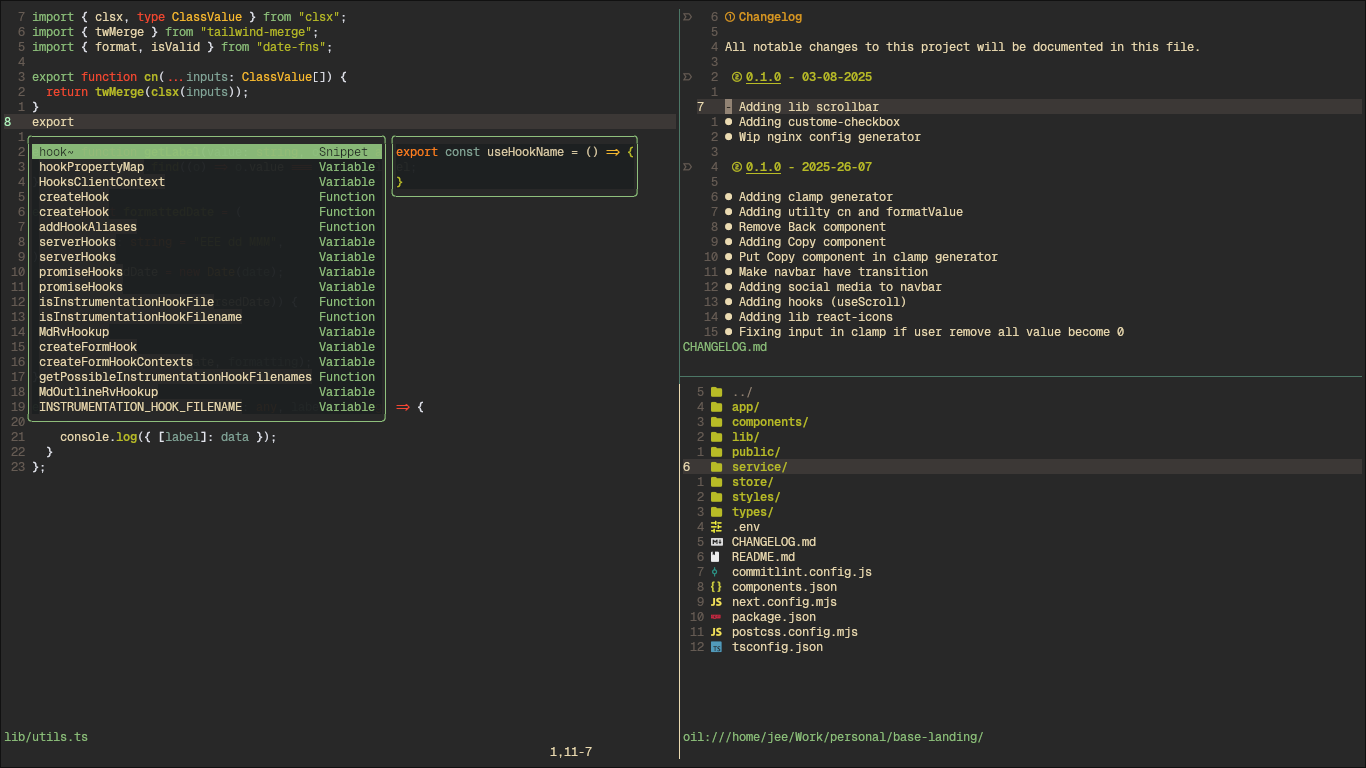 7 import { clsx, type ClassValue } from "clsx";
6 import { twMerge } from "tailwind-merge";
5 import { format, isValid } from "date-fns";
4
3 export function cn(...inputs: ClassValue[]) {
2 return twMerge(clsx(inputs));
1 }
8 export
1
2 hook~ Snippet
3 hookPropertyMap Variable
4 HooksClientContext Variable
5 createHook Function
6 createHook Function
7 addHookAliases Function
8 serverHooks Variable
9 serverHooks Variable
10 promiseHooks Variable
11 promiseHooks Variable
12 isInstrumentationHookFile Function
13 isInstrumentationHookFilename Function
14 MdRvHookup Variable
15 createFormHook Variable
16 createFormHookContexts Variable
17 getPossibleInstrumentationHookFilenames Function
18 MdOutlineRvHookup Variable
19 INSTRUMENTATION_HOOK_FILENAME Variable => {
20
21 console.log({ [label]: data });
22 }
23 };
export const useHookName = () => {
}
lib/utils.ts
1,11-7
6 1 Changelog
5
4 All notable changes to this project will be documented in this file.
3
2 2 0.1.0 - 03-08-2025
1
7 - Adding lib scrollbar
1 ● Adding custome-checkbox
2 ● Wip nginx config generator
3
4 2 0.1.0 - 2025-26-07
5
6 ● Adding clamp generator
7 ● Adding utilty cn and formatValue
8 ● Remove Back component
9 ● Adding Copy component
10 ● Put Copy component in clamp generator
11 ● Make navbar have transition
12 ● Adding social media to navbar
13 ● Adding hooks (useScroll)
14 ● Adding lib react-icons
15 ● Fixing input in clamp if user remove all value become 0
CHANGELOG.md
5 ../
4 app/
3 components/
2 lib/
1 public/
6 service/
1 store/
2 styles/
3 types/
4 .env
5 CHANGELOG.md
6 README.md
7 commitlint.config.js
8 {} components.json
9 JS next.config.mjs
10 package.json
11 JS postcss.config.mjs
12 TS tsconfig.json
oil:///home/jee/Work/personal/base-landing/